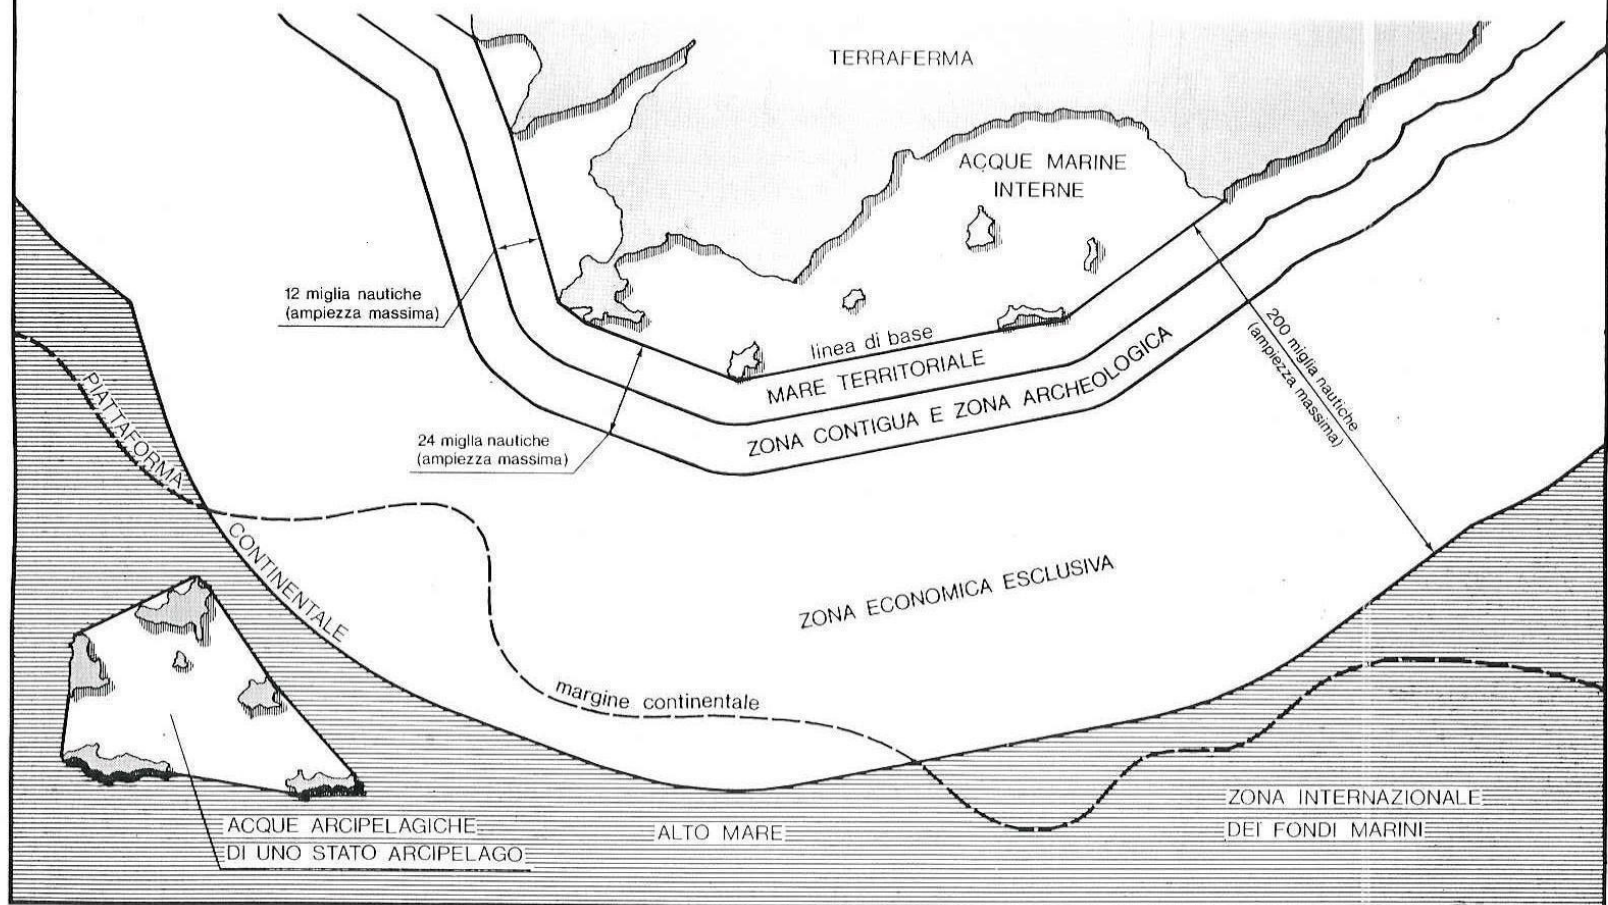 TERRAFERMA
ACQUE MARINE
INTERNE
12 miglia nautiche
(ampiezza massima)
linea di base
MARE TERRITORIALE
ZONA CONTIGUA E ZONA ARCHEOLOGICA
200 miglia nautiche
(ampiezza massima)
24 miglia nautiche
(ampiezza massima)
PIATTAFORMA
CONTINENTALE
ZONA ECONOMICA ESCLUSIVA
margine continentale
ACQUE ARCIPELAGICHE
DI UNO STATO ARCIPELAGO
ALTO MARE
ZONA INTERNAZIONALE
DEI FONDI MARINI